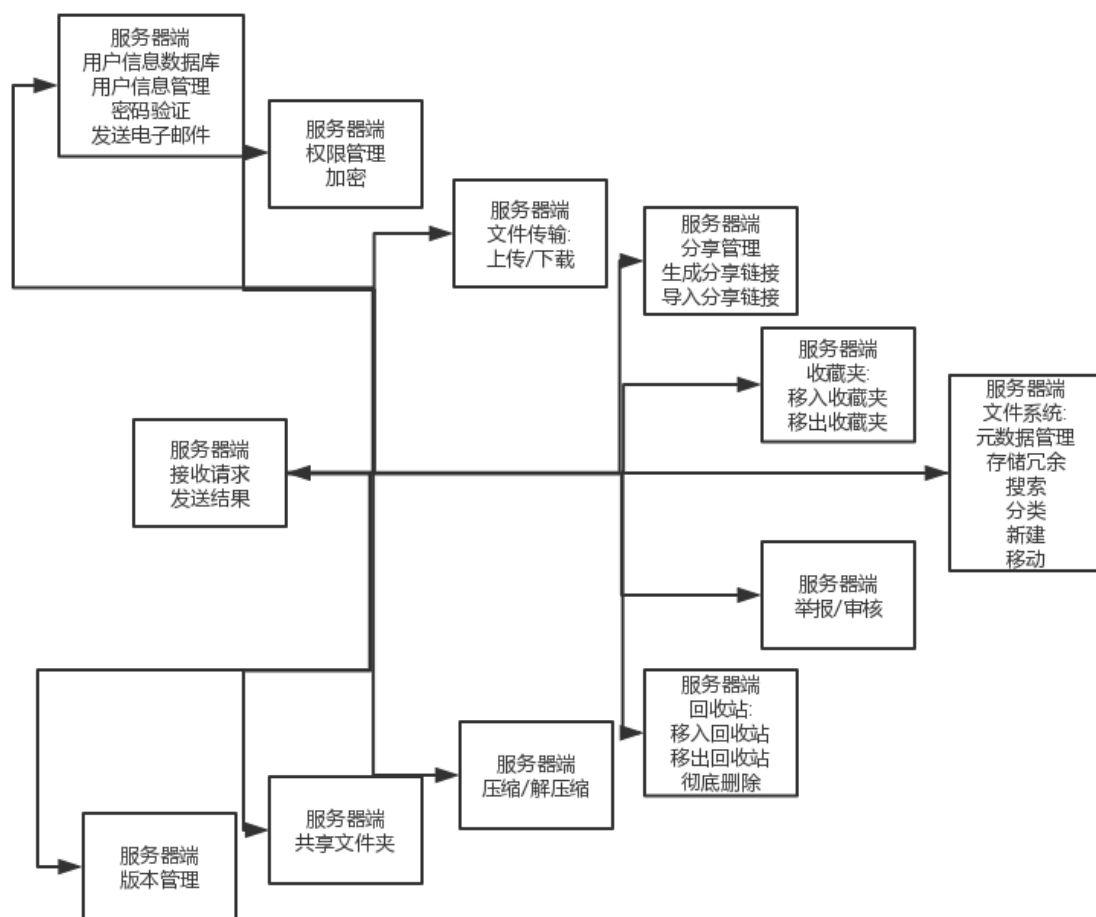 服务器端
用户信息数据库
用户信息管理
密码验证
发送电子邮件
服务器端
权限管理
加密
服务器端
文件传输:
上传/下载
服务器端
分享管理
生成分享链接
导入分享链接
服务器端
收藏夹:
移入收藏夹
移出收藏夹
服务器端
文件系统:
元数据管理
存储冗余
搜索
分类
新建
移动
服务器端
接收请求
发送结果
服务器端
举报/审核
服务器端
回收站:
移入回收站
移出回收站
彻底删除
服务器端
压缩/解压缩
服务器端
共享文件夹
服务器端
版本管理